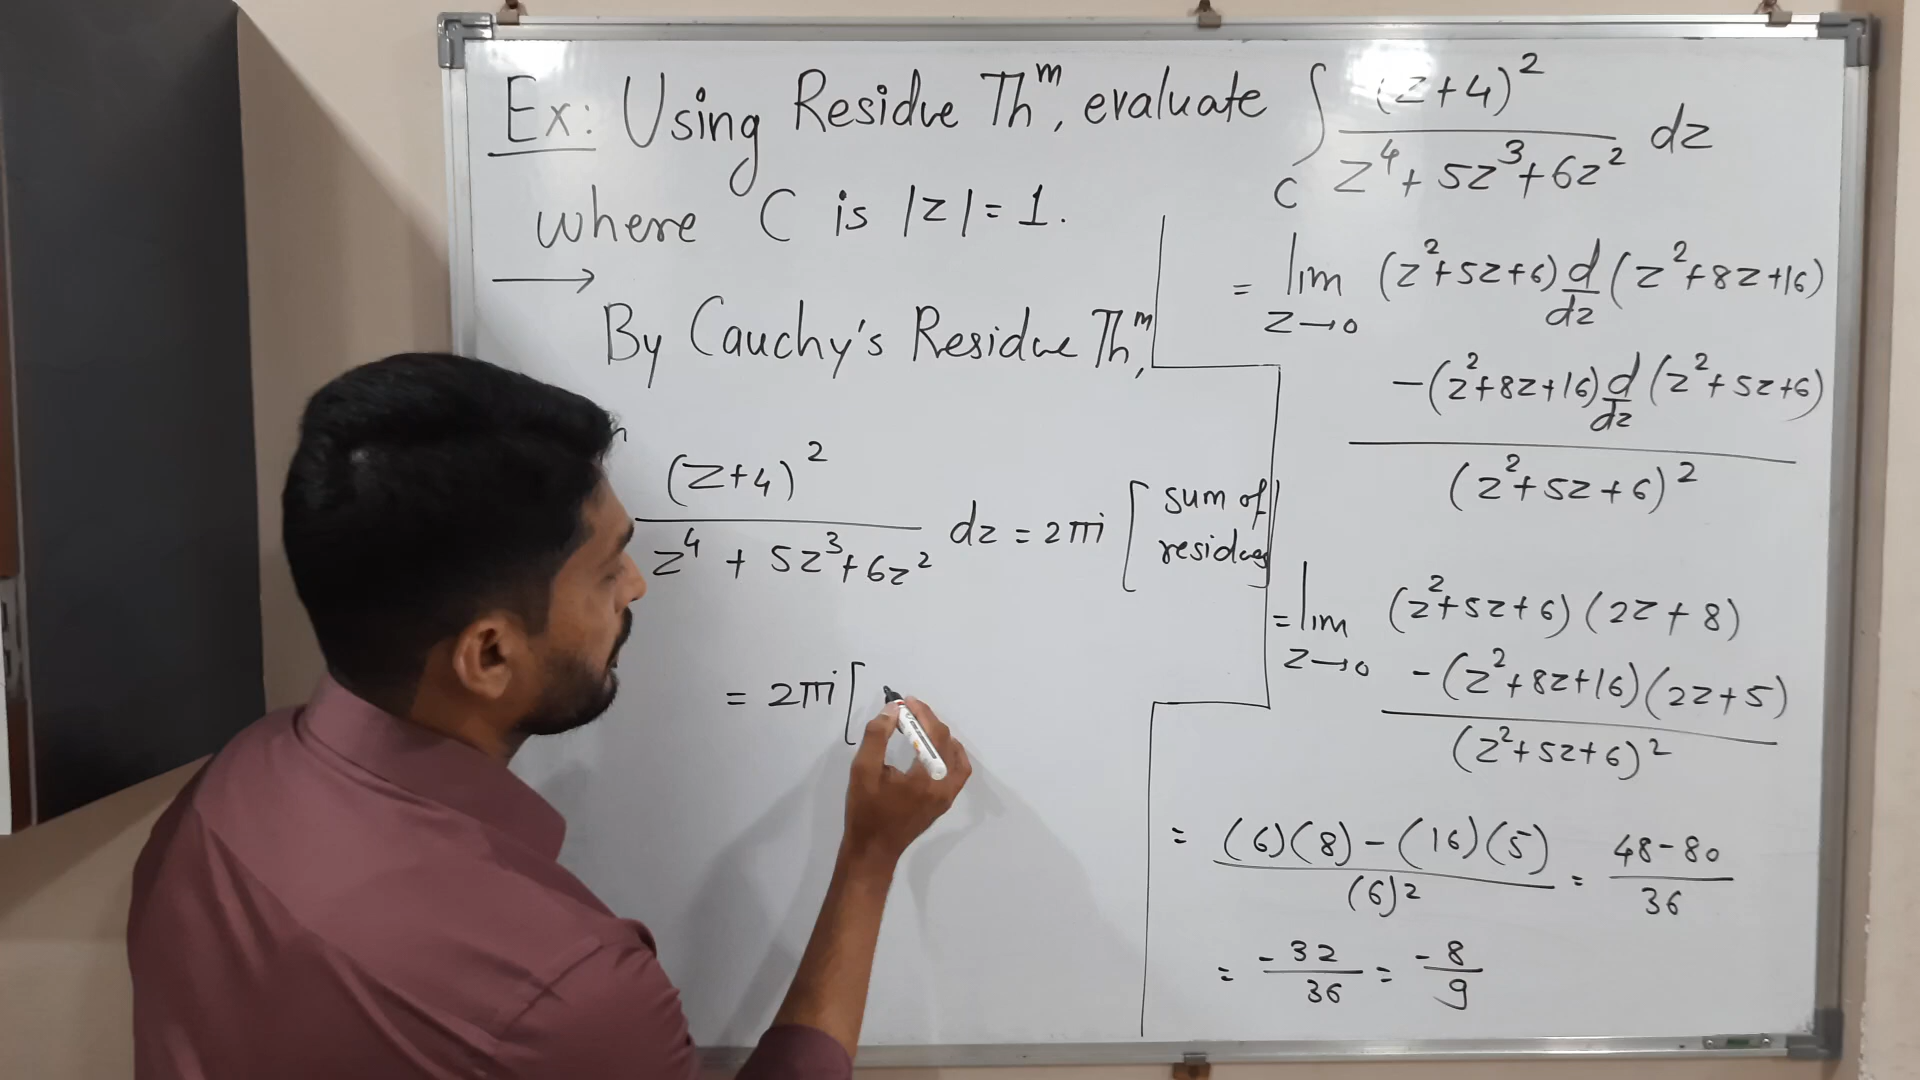 Ex: Using Residue Thᵐ, evaluate ∫_C (z+4)² / (z⁴ + 5z³ + 6z²) dz
where C is |z| = 1.
→
By Cauchy's Residue Thᵐ,
(z+4)² / (z⁴ + 5z³ + 6z²) dz = 2πi [sum of residues]
= 2πi [
= lim z→0 ((z²+5z+6) d/dz (z²+8z+16)
-(z²+8z+16) d/dz (z²+5z+6))
/ (z²+5z+6)²
= lim z→0 ((z²+5z+6)(2z+8)
-(z²+8z+16)(2z+5))
/ (z²+5z+6)²
= ((6)(8) - (16)(5)) / (6)² = (48-80) / 36
= -32/36 = -8/9